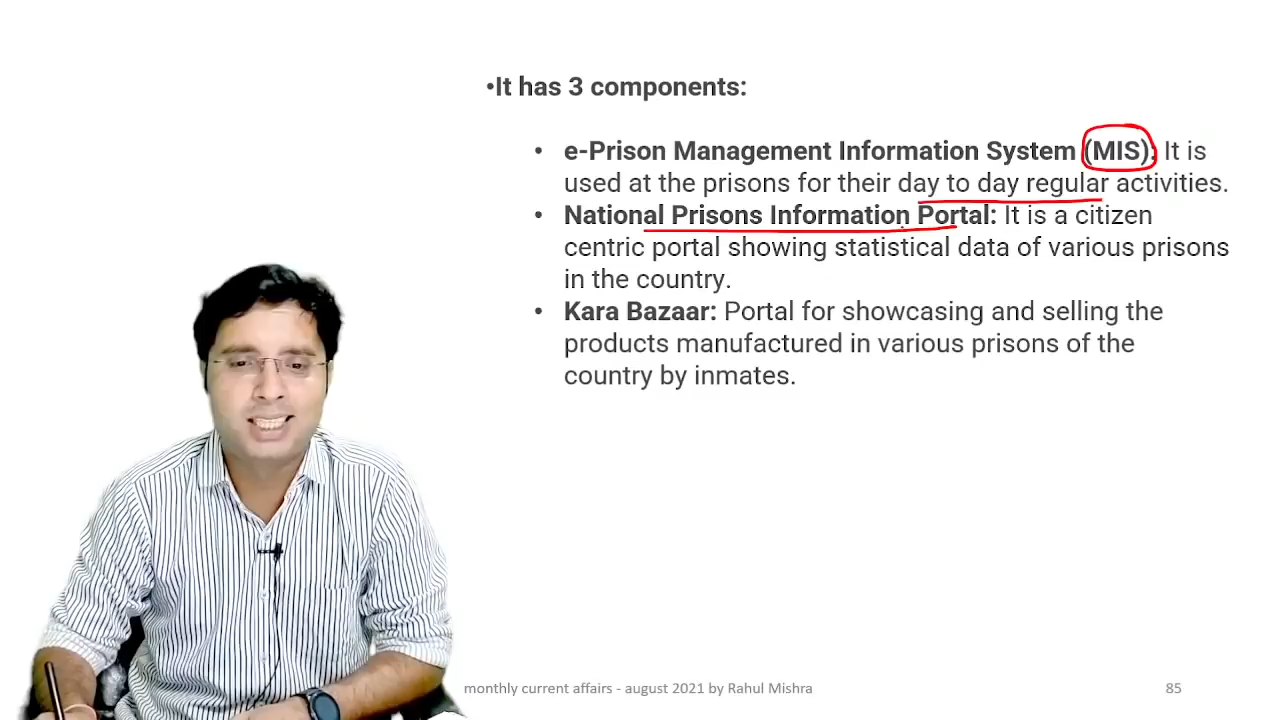 •It has 3 components:
• e-Prison Management Information System (MIS): It is
used at the prisons for their day to day regular activities.
• National Prisons Information Portal: It is a citizen
centric portal showing statistical data of various prisons
in the country.
• Kara Bazaar: Portal for showcasing and selling the
products manufactured in various prisons of the
country by inmates.
monthly current affairs - august 2021 by Rahul Mishra
85